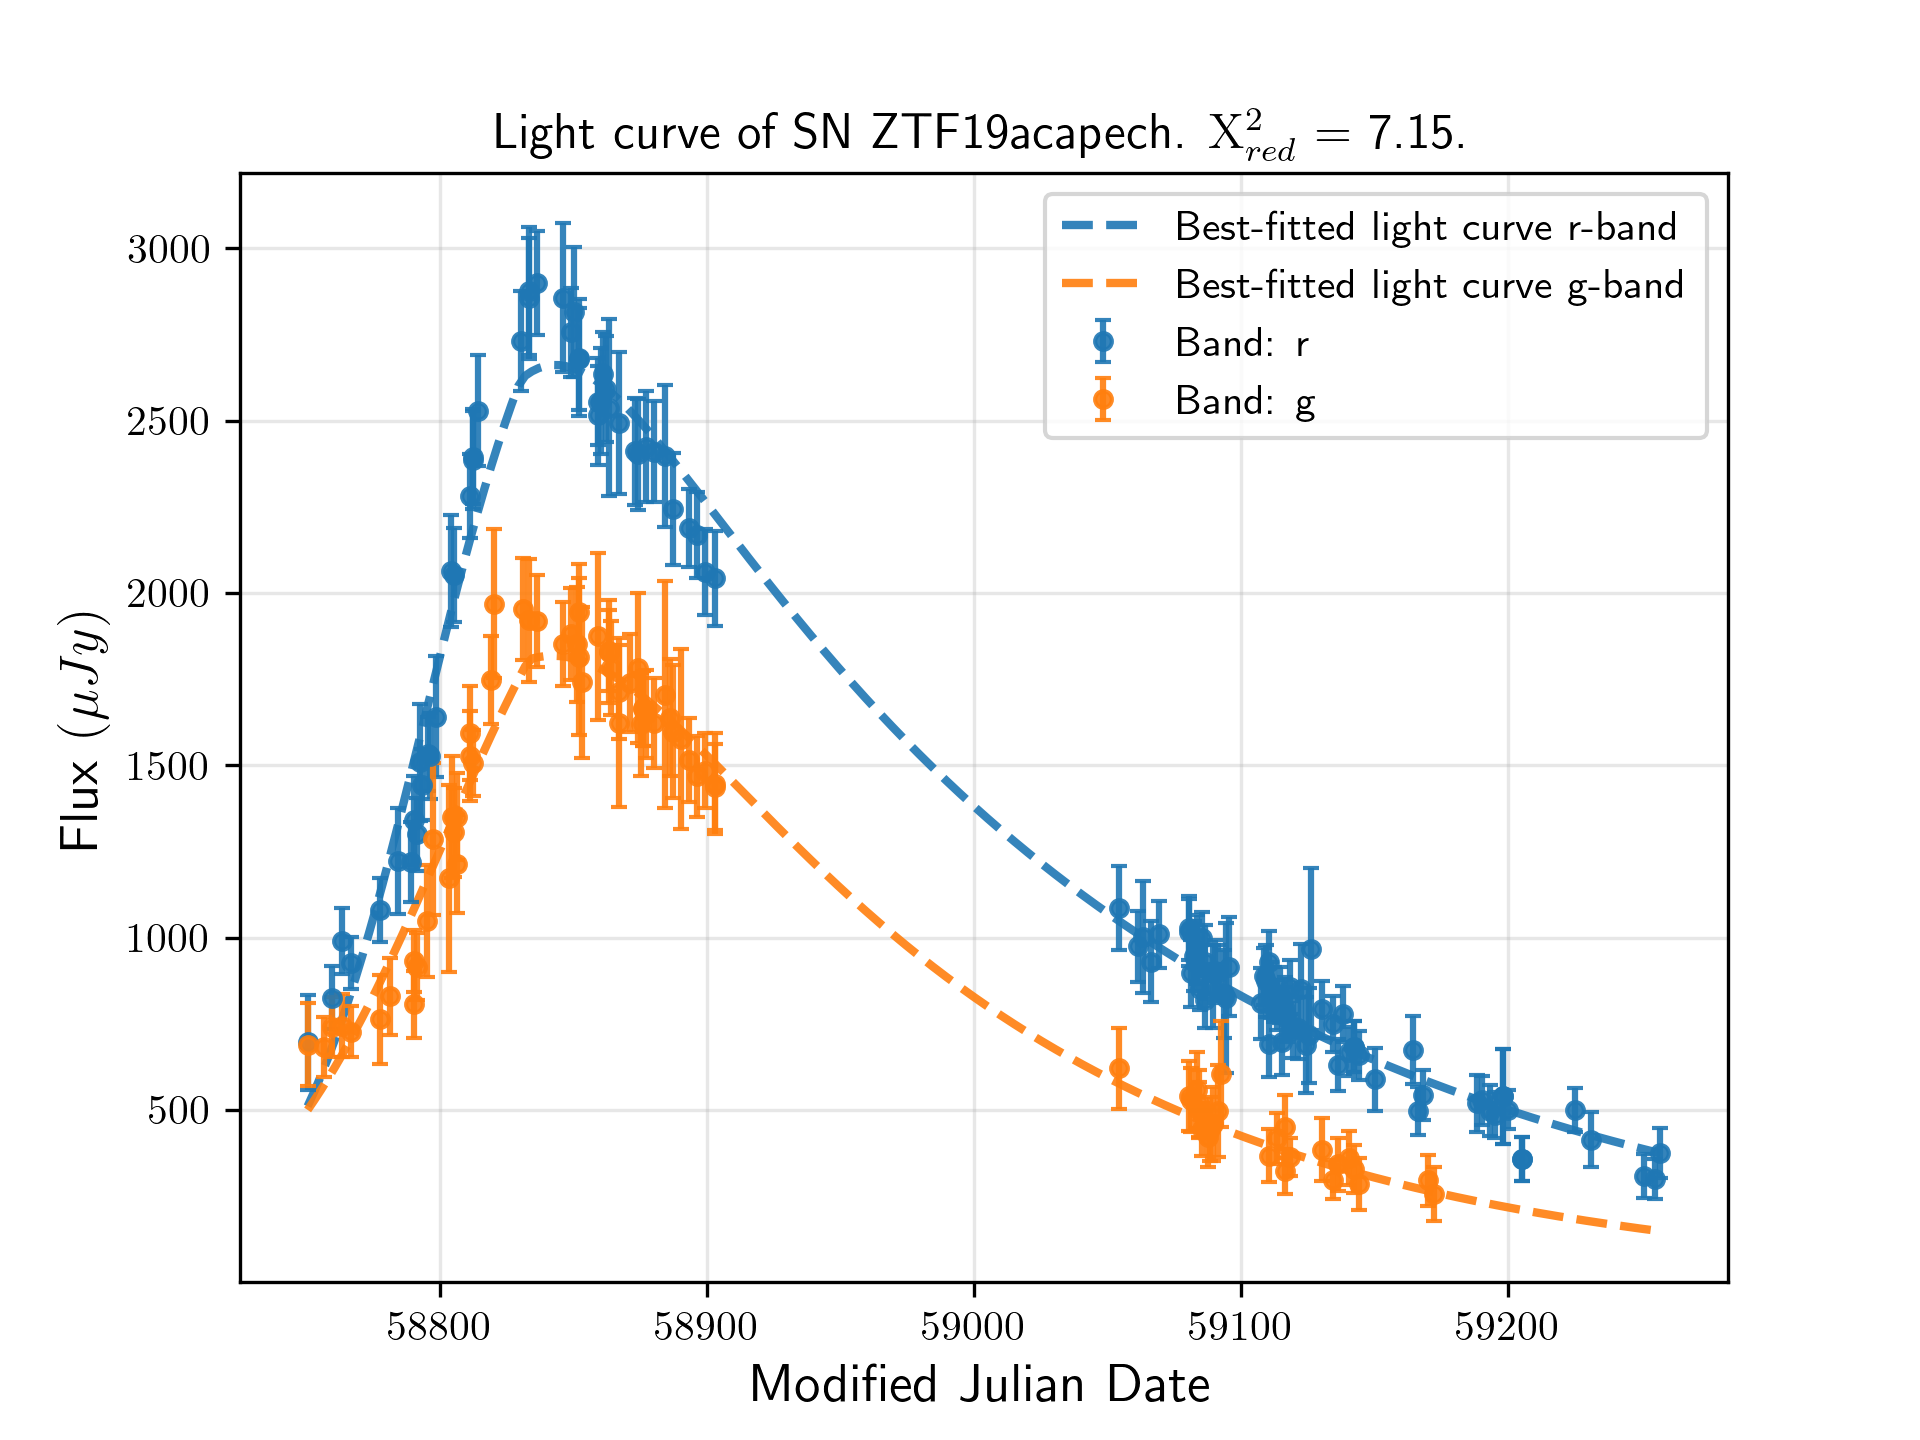 Light curve of SN ZTF19acapech. X²red = 7.15.
Best-fitted light curve r-band
Best-fitted light curve g-band
Band: r
Band: g
Flux (μJy)
3000
2500
2000
1500
1000
500
58800 58900 59000 59100 59200
Modified Julian Date